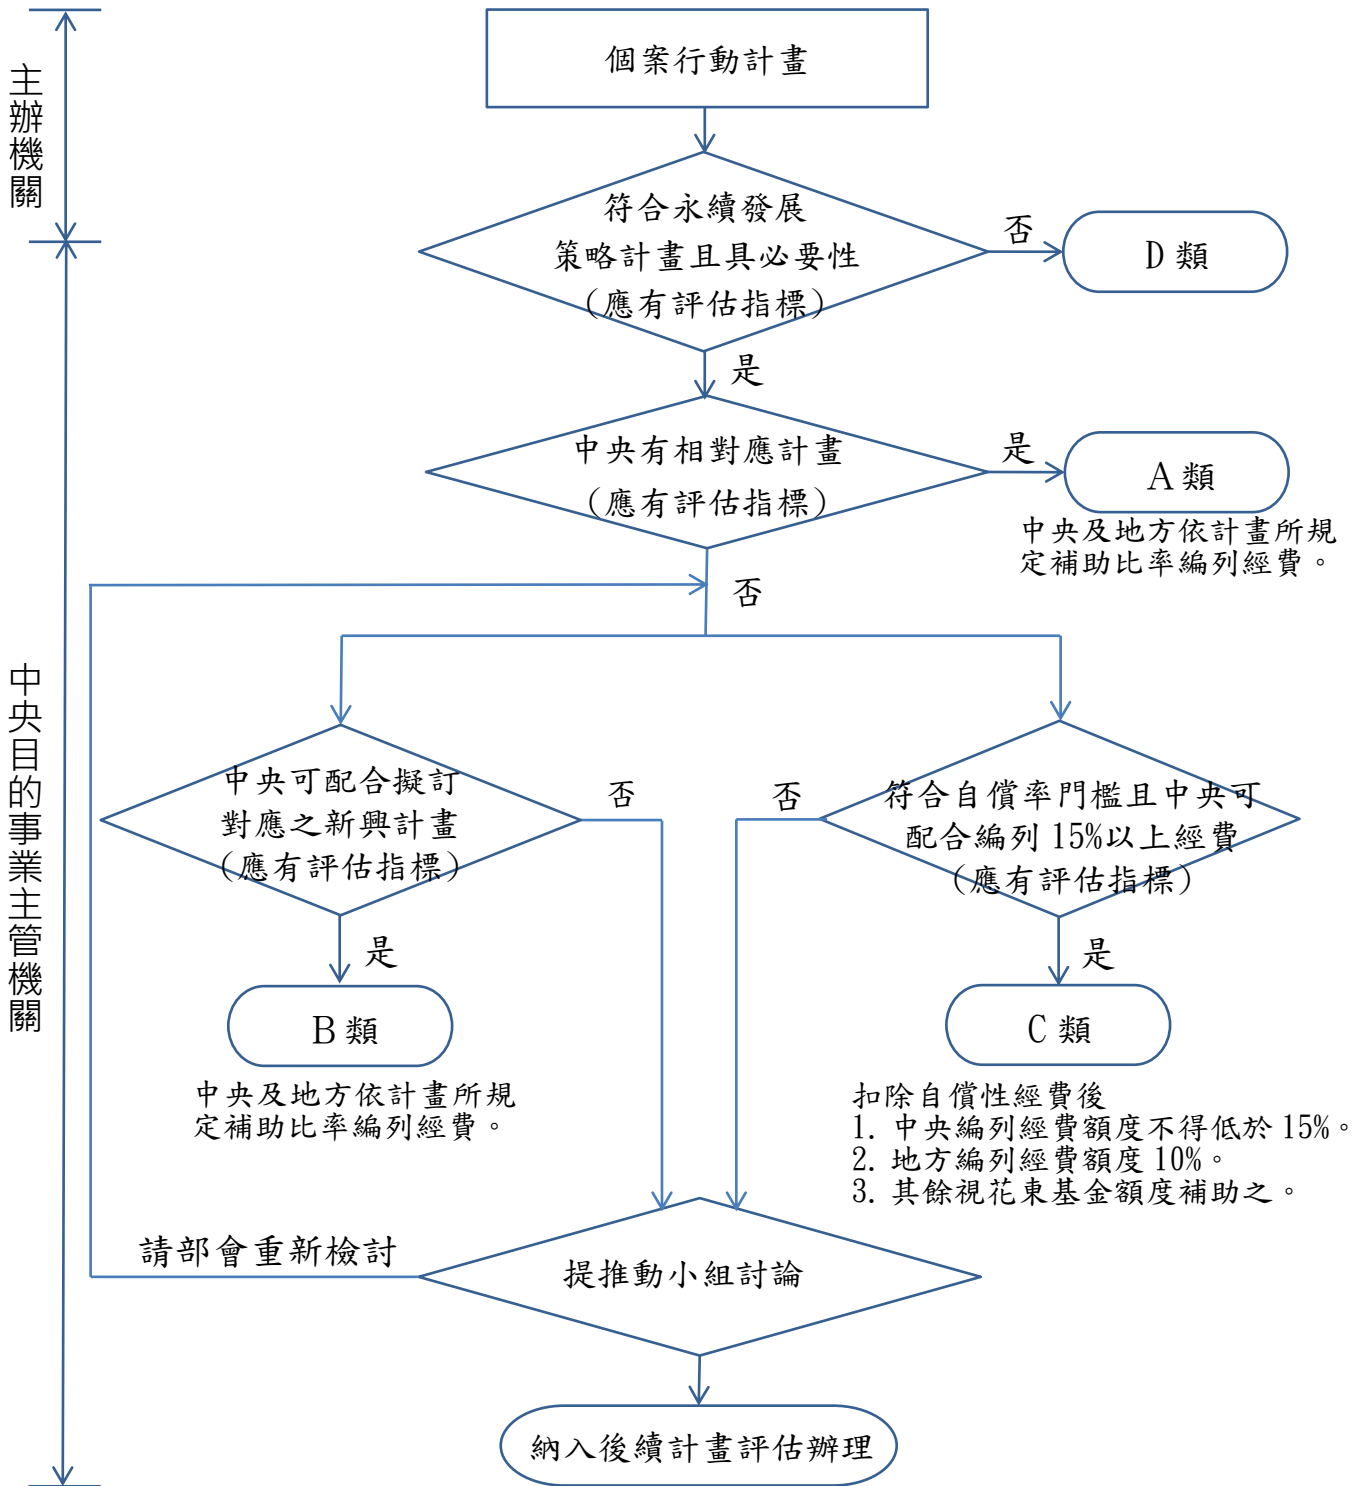 主辦機關
個案行動計畫
符合永續發展
策略計畫且具必要性
(應有評估指標)
否
D 類
是
中央有相對應計畫
(應有評估指標)
是
A 類
中央及地方依計畫所規
定補助比率編列經費。
否
中央目的事業主管機關
中央可配合擬訂
對應之新興計畫
(應有評估指標)
否
否
符合自償率門檻且中央可
配合編列 15%以上經費
(應有評估指標)
是
B 類
中央及地方依計畫所規
定補助比率編列經費。
是
C 類
扣除自償性經費後
1. 中央編列經費額度不得低於 15%。
2. 地方編列經費額度 10%。
3. 其餘視花東基金額度補助之。
請部會重新檢討
提推動小組討論
納入後續計畫評估辦理